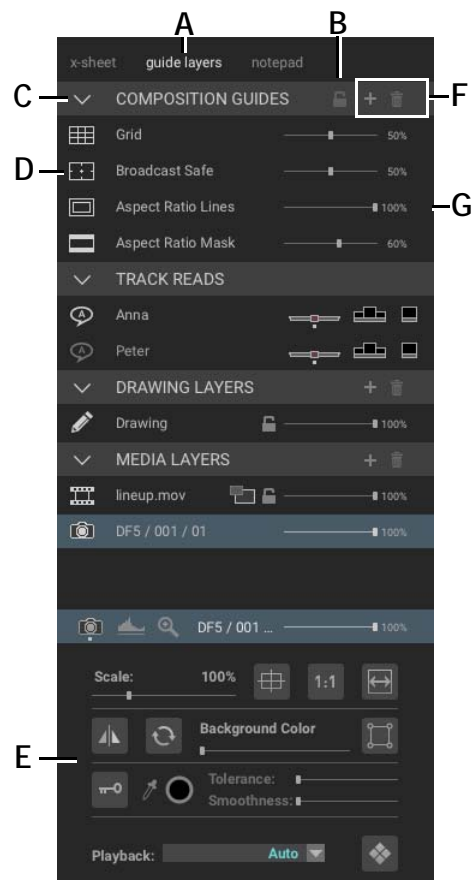 A
B
x-sheet guide layers notepad
C COMPOSITION GUIDES + F
Grid 50%
D Broadcast Safe 50%
Aspect Ratio Lines 100% G
Aspect Ratio Mask 60%
TRACK READS
A Anna
A Peter
DRAWING LAYERS +
Drawing 100%
MEDIA LAYERS +
lineup.mov 100%
DF5 / 001 / 01 100%
DF5 / 001 ... 100%
Scale: 100% 1:1
Background Color
E
Tolerance:
Smoothness:
Playback: Auto